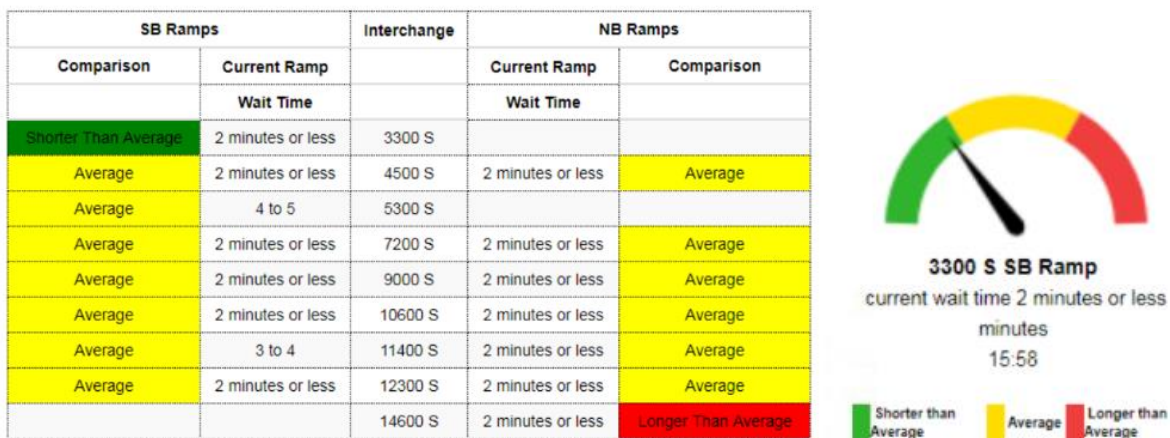 SB Ramps Interchange NB Ramps
Comparison Current Ramp Current Ramp Comparison
Wait Time Wait Time
Shorter Than Average 2 minutes or less 3300 S
Average 2 minutes or less 4500 S 2 minutes or less Average
Average 4 to 5 5300 S
Average 2 minutes or less 7200 S 2 minutes or less Average
Average 2 minutes or less 9000 S 2 minutes or less Average
Average 2 minutes or less 10600 S 2 minutes or less Average
Average 3 to 4 11400 S 2 minutes or less Average
Average 2 minutes or less 12300 S 2 minutes or less Average
14600 S 2 minutes or less Longer Than Average
3300 S SB Ramp
current wait time 2 minutes or less
minutes
15:58
Shorter than Average Longer than
Average Average